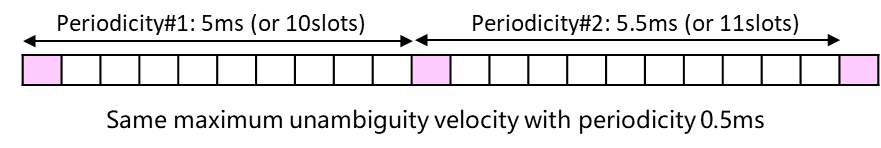 Periodicity#1: 5ms (or 10slots)
Periodicity#2: 5.5ms (or 11slots)
Same maximum unambiguity velocity with periodicity 0.5ms